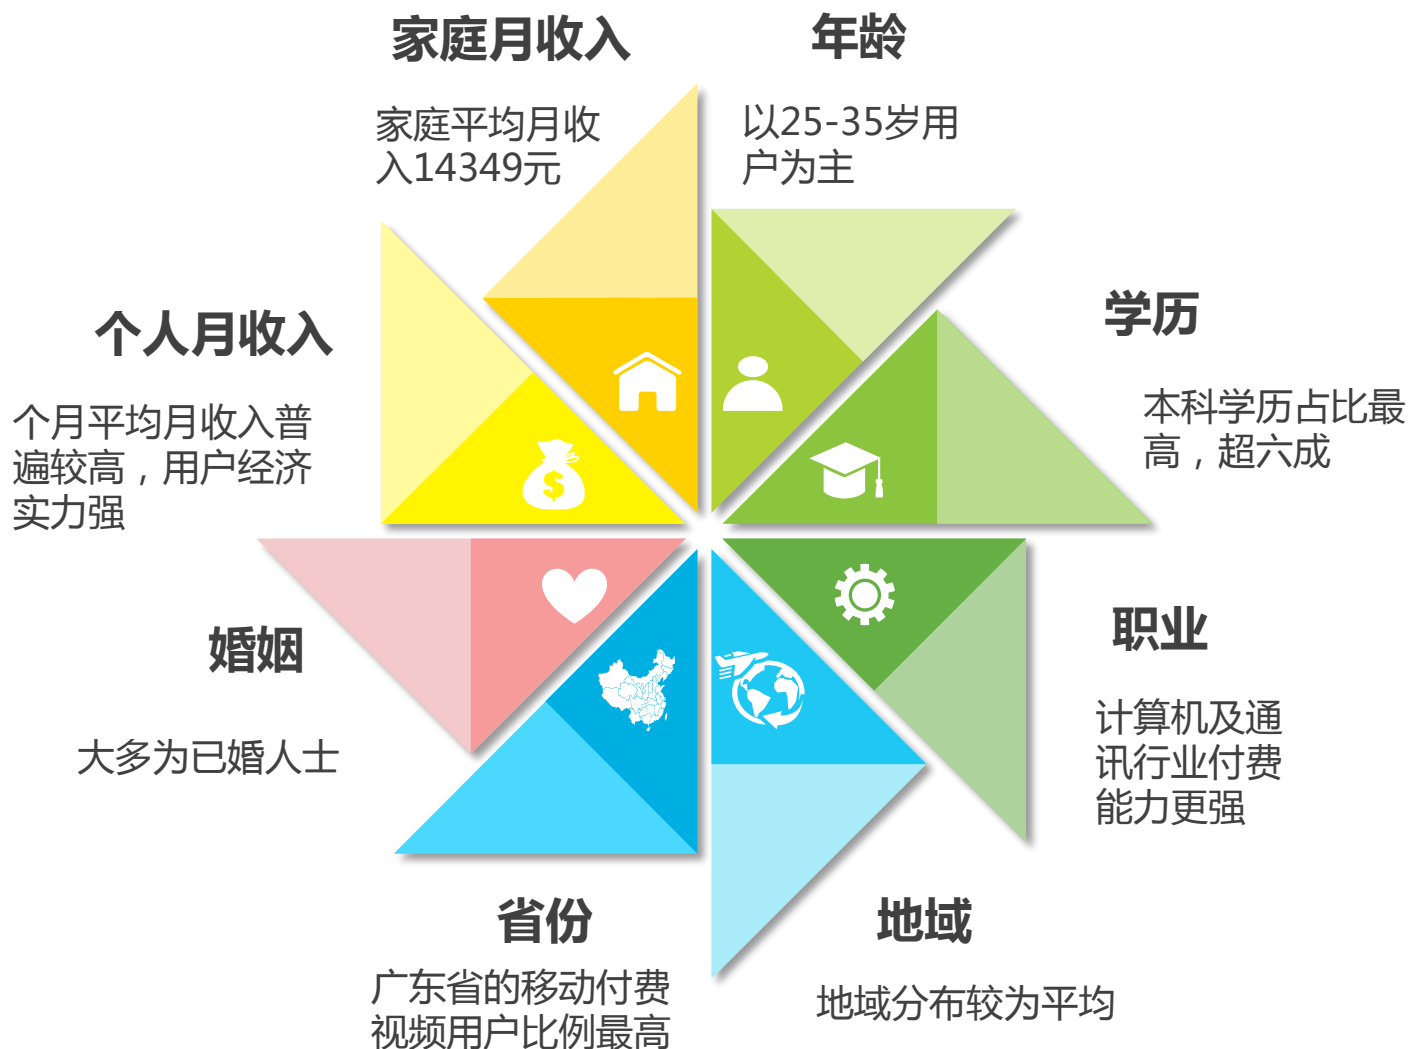 家庭月收入
家庭平均月收
入14349元
年龄
以25-35岁用
户为主
学历
本科学历占比最
高，超六成
职业
计算机及通
讯行业付费
能力更强
地域
地域分布较为平均
省份
广东省的移动付费
视频用户比例最高
婚姻
大多为已婚人士
个人月收入
个月平均月收入普
遍较高，用户经济
实力强
$